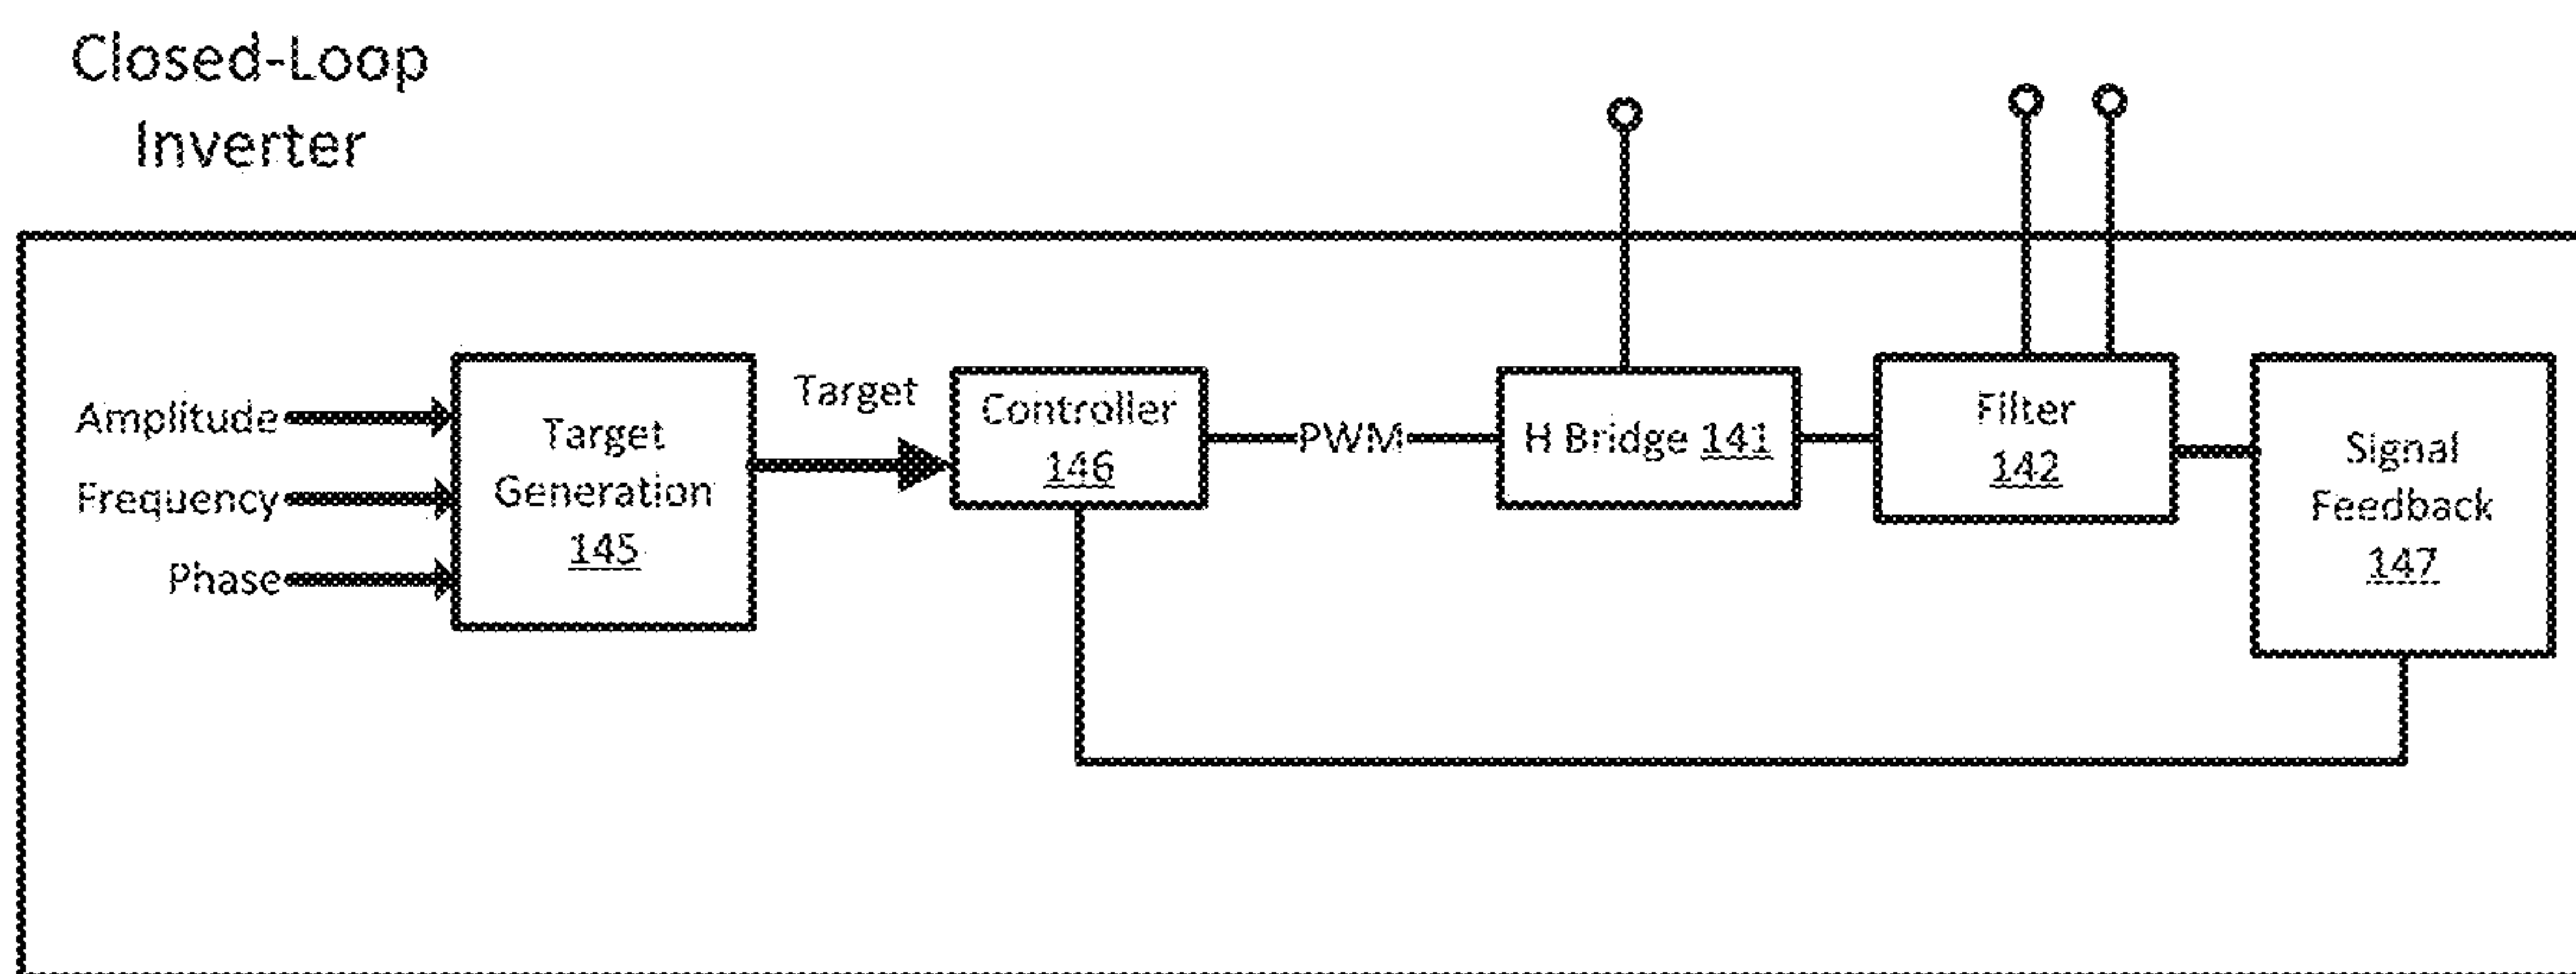 Closed-Loop
Inverter
Amplitude
Frequency
Phase
Target
Generation
145
Target
Controller
146
PWM
H Bridge 141
Filter
142
Signal
Feedback
147